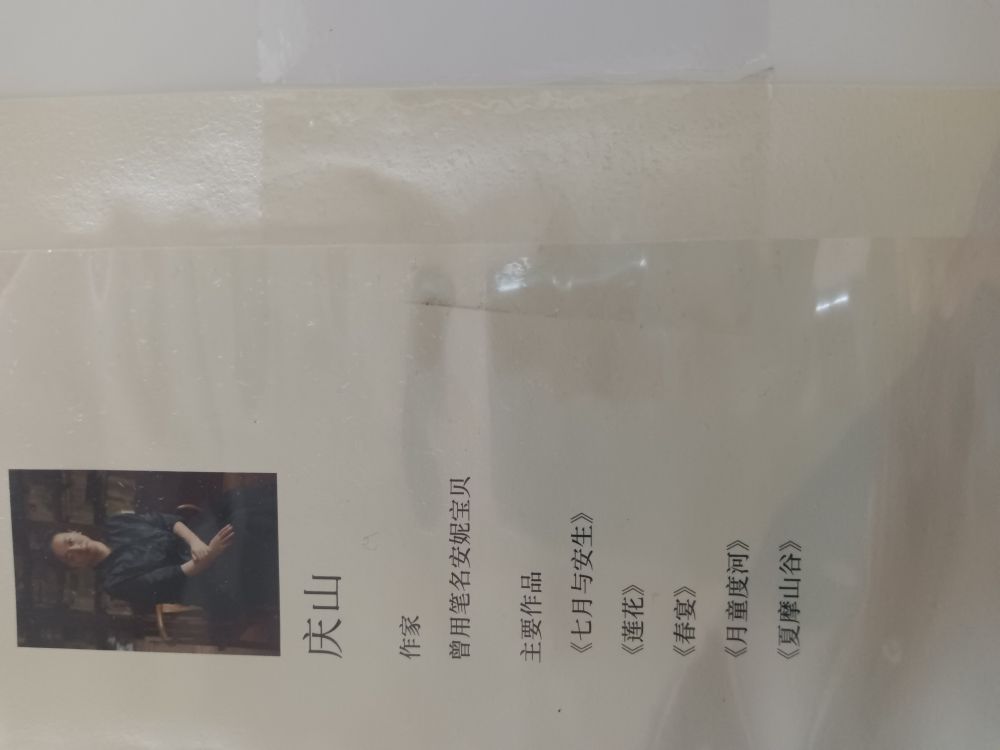 庆山
作家
曾用笔名安妮宝贝
主要作品
《七月与安生》
《莲花》
《春宴》
《月童度河》
《夏摩山谷》